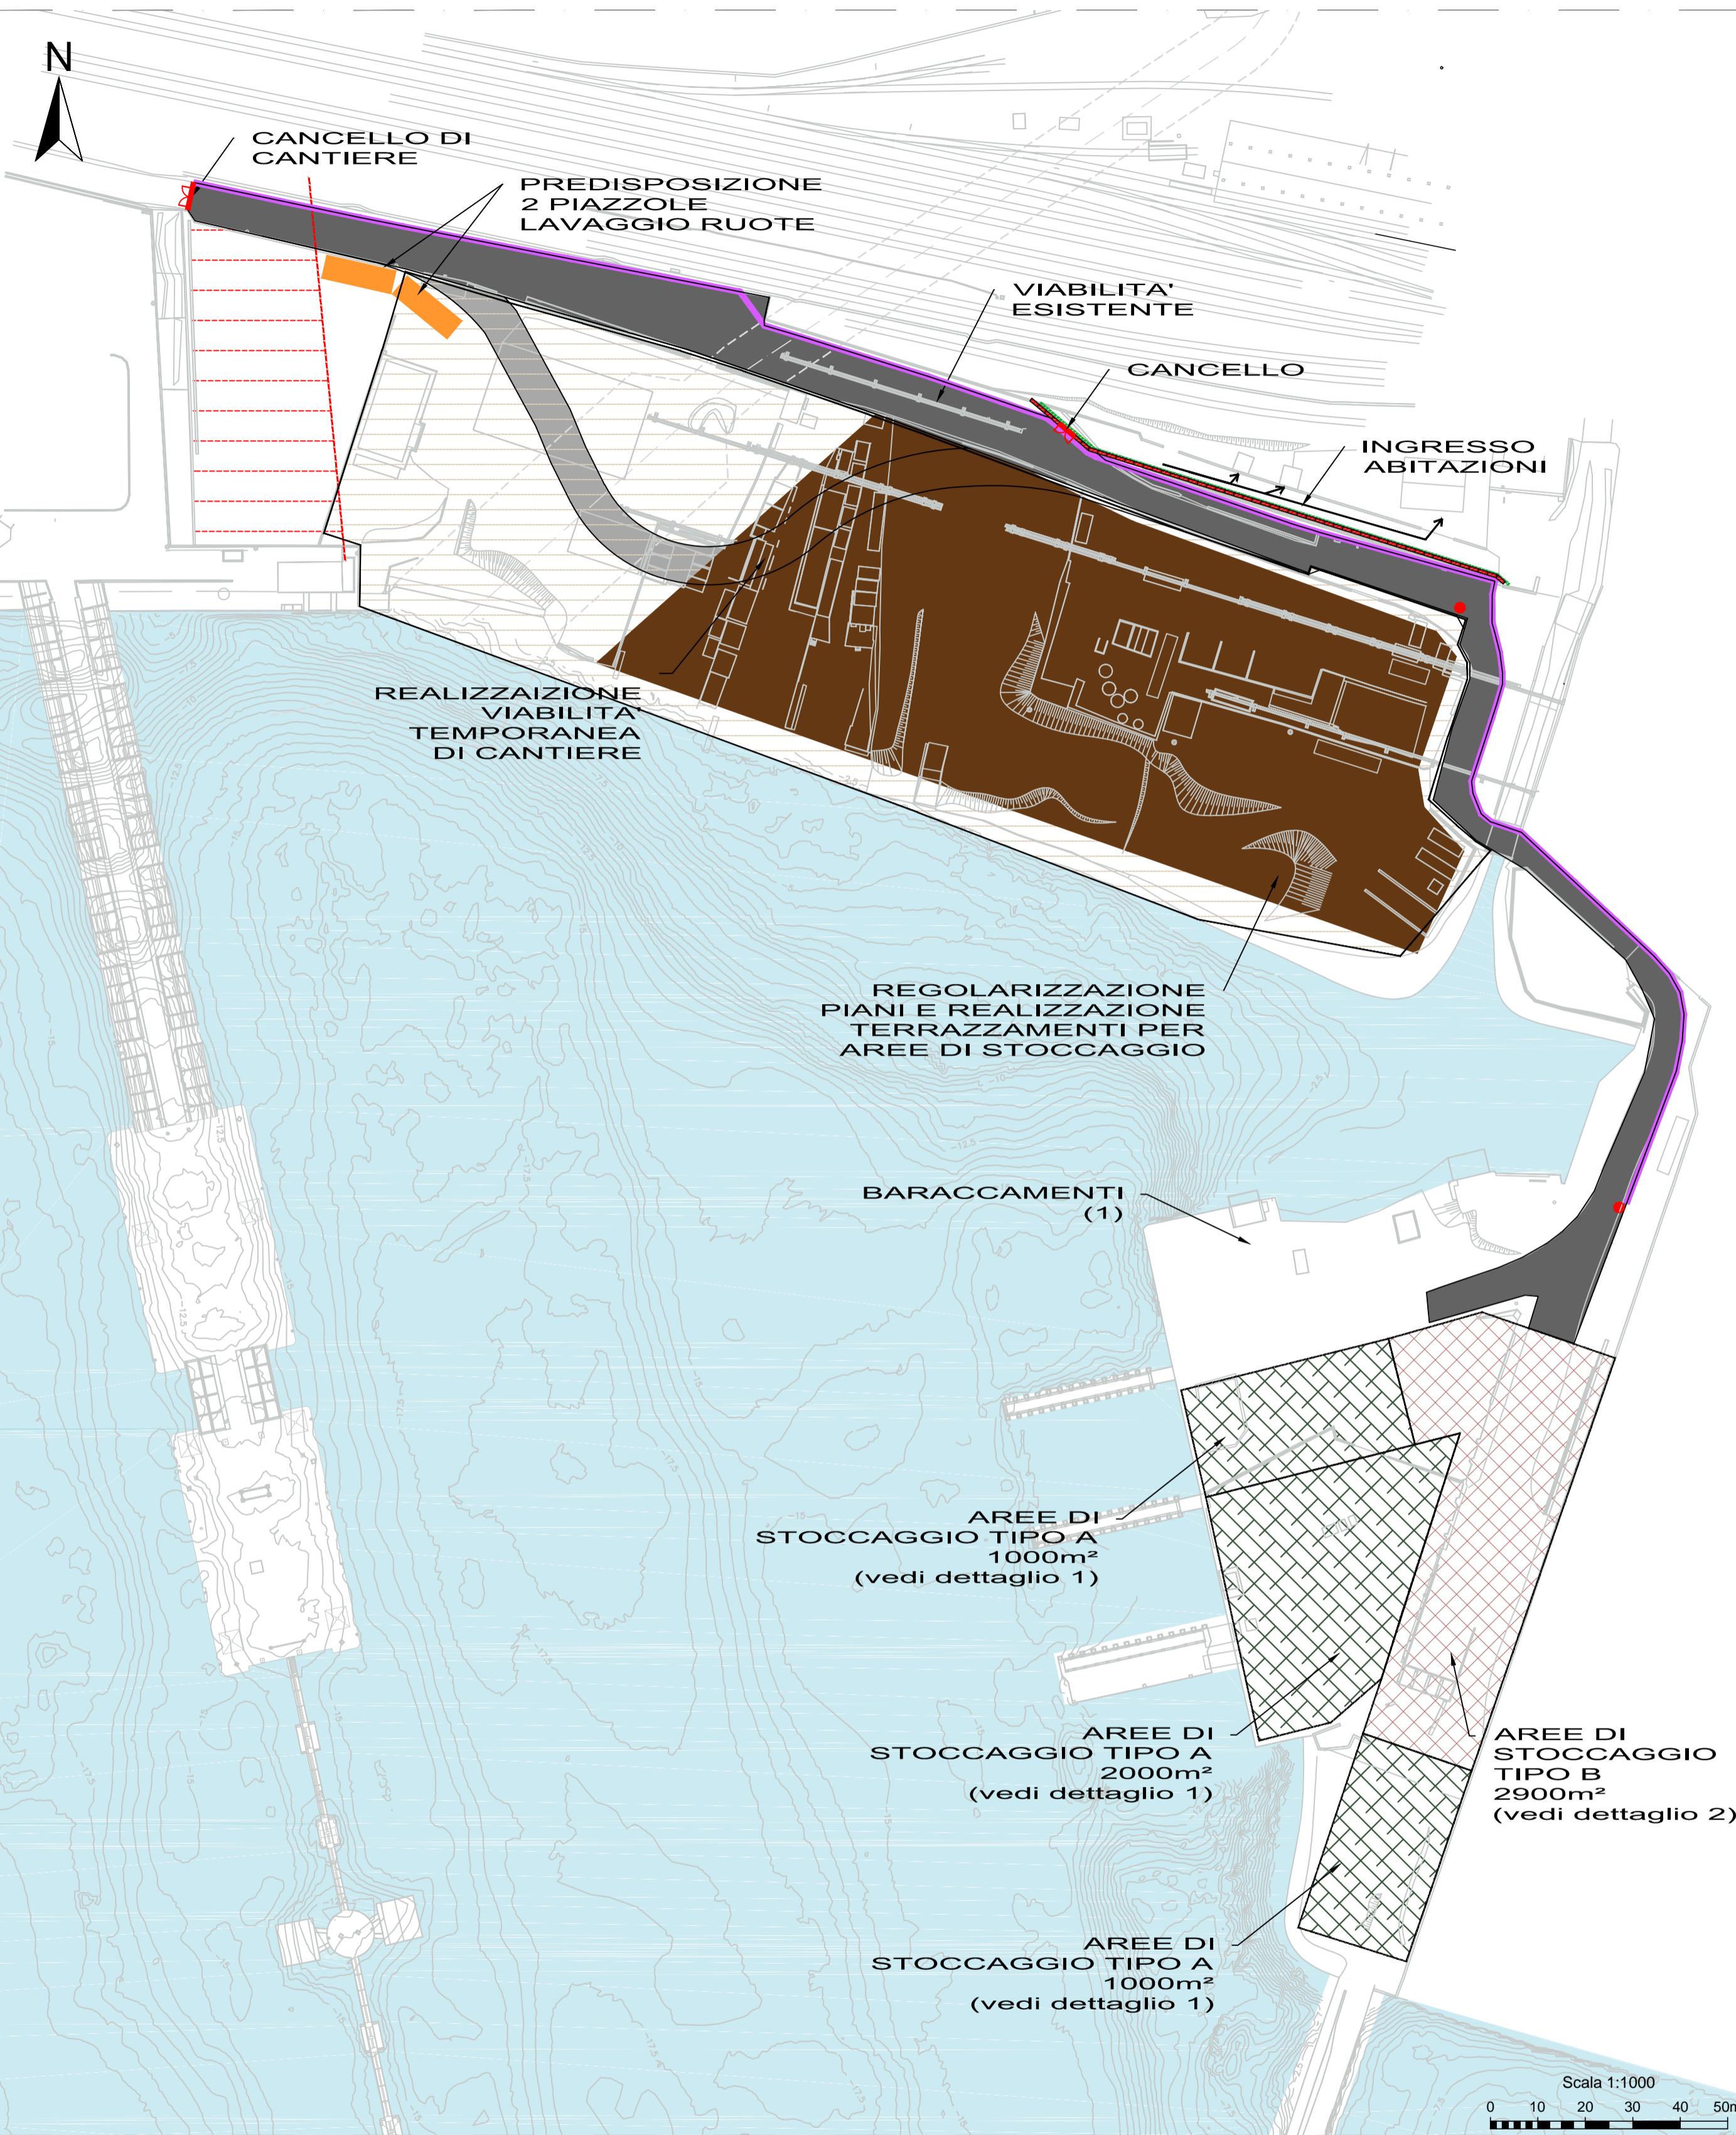 N
CANCELLO DI
CANTIERE
PREDISPOSIZIONE
2 PIAZZOLE
LAVAGGIO RUOTE
VIABILITA'
ESISTENTE
CANCELLO
INGRESSO
ABITAZIONI
REALIZZAIZIONE
VIABILITA'
TEMPORANEA
DI CANTIERE
REGOLARIZZAZIONE
PIANI E REALIZZAZIONE
TERRAZZAMENTI PER
AREE DI STOCCAGGIO
BARACCAMENTI
(1)
AREE DI
STOCCAGGIO TIPO A
1000m²
(vedi dettaglio 1)
AREE DI
STOCCAGGIO TIPO A
2000m²
(vedi dettaglio 1)
AREE DI
STOCCAGGIO
TIPO B
2900m²
(vedi dettaglio 2)
AREE DI
STOCCAGGIO TIPO A
1000m²
(vedi dettaglio 1)
Scala 1:1000
0 10 20 30 40 50m